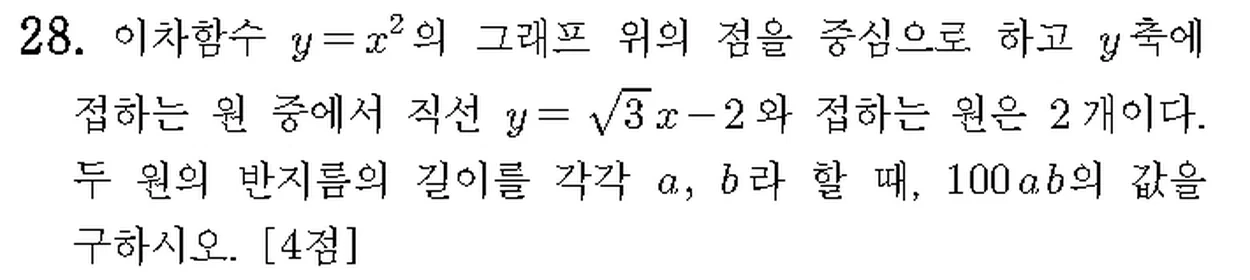 28. 이차함수 y=x²의 그래프 위의 점을 중심으로 하고 y축에
접하는 원 중에서 직선 y=√3x-2와 접하는 원은 2개이다.
두 원의 반지름의 길이를 각각 a, b라 할 때, 100ab의 값을
구하시오. [4점]